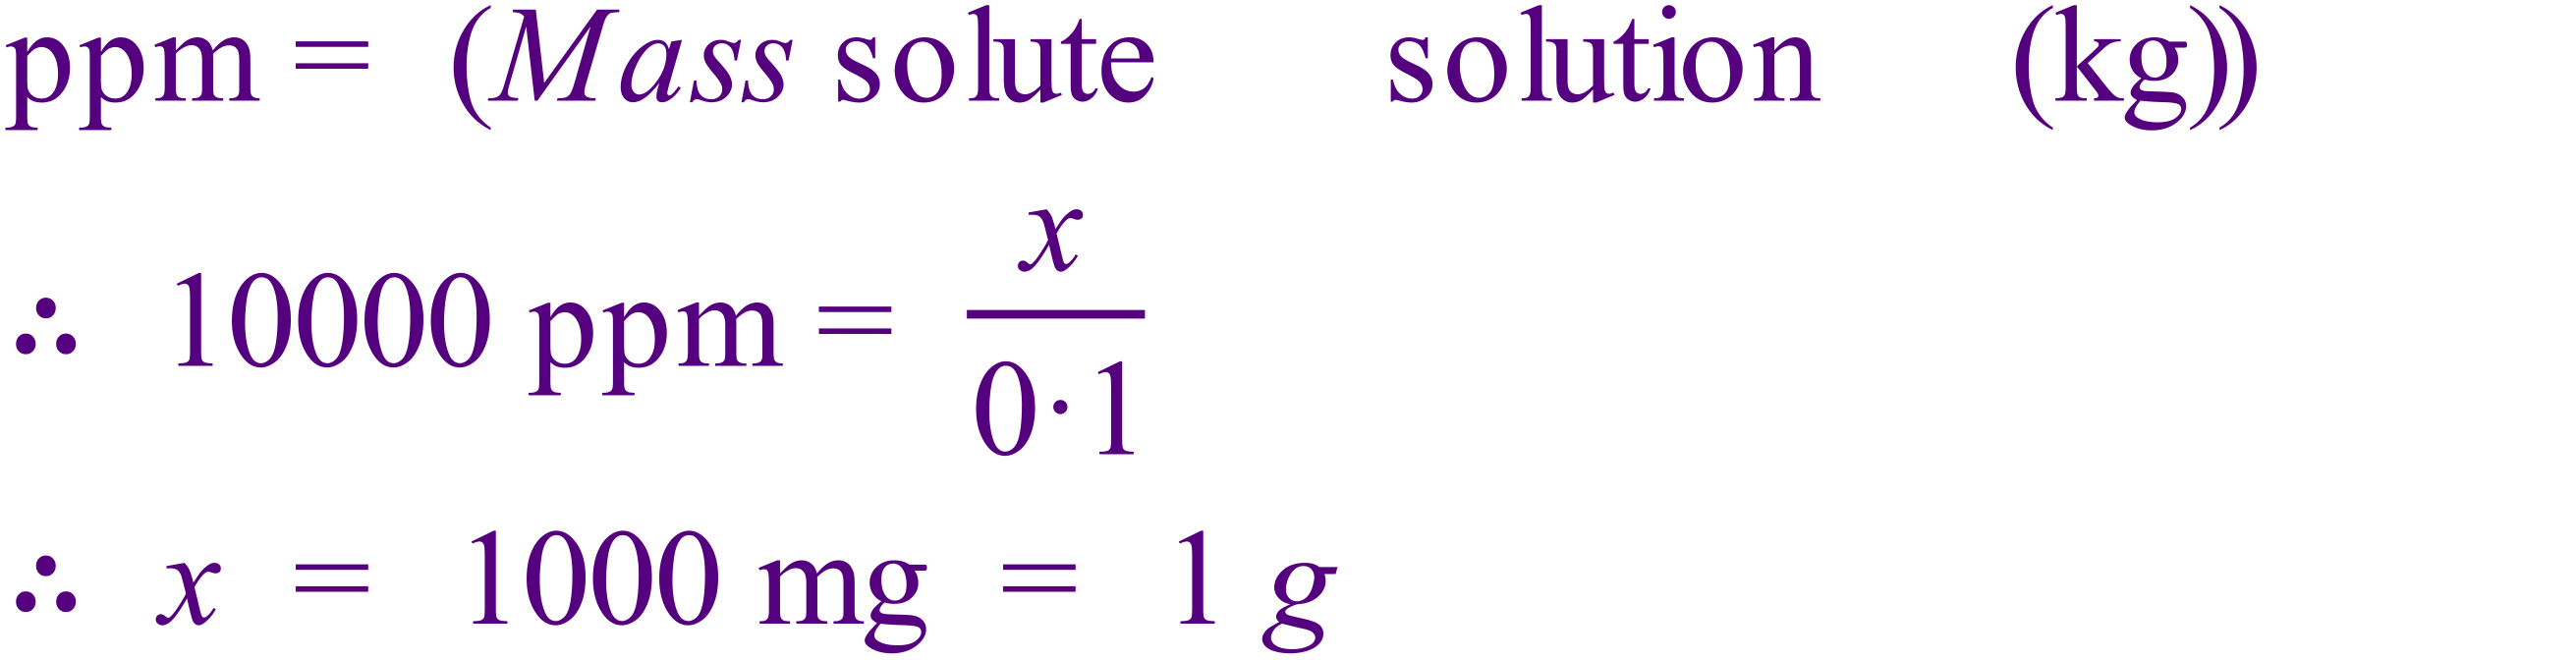 ppm = (Mass solute solution (kg))
∴ 10000 ppm = x / 0·1
∴ x = 1000 mg = 1 g